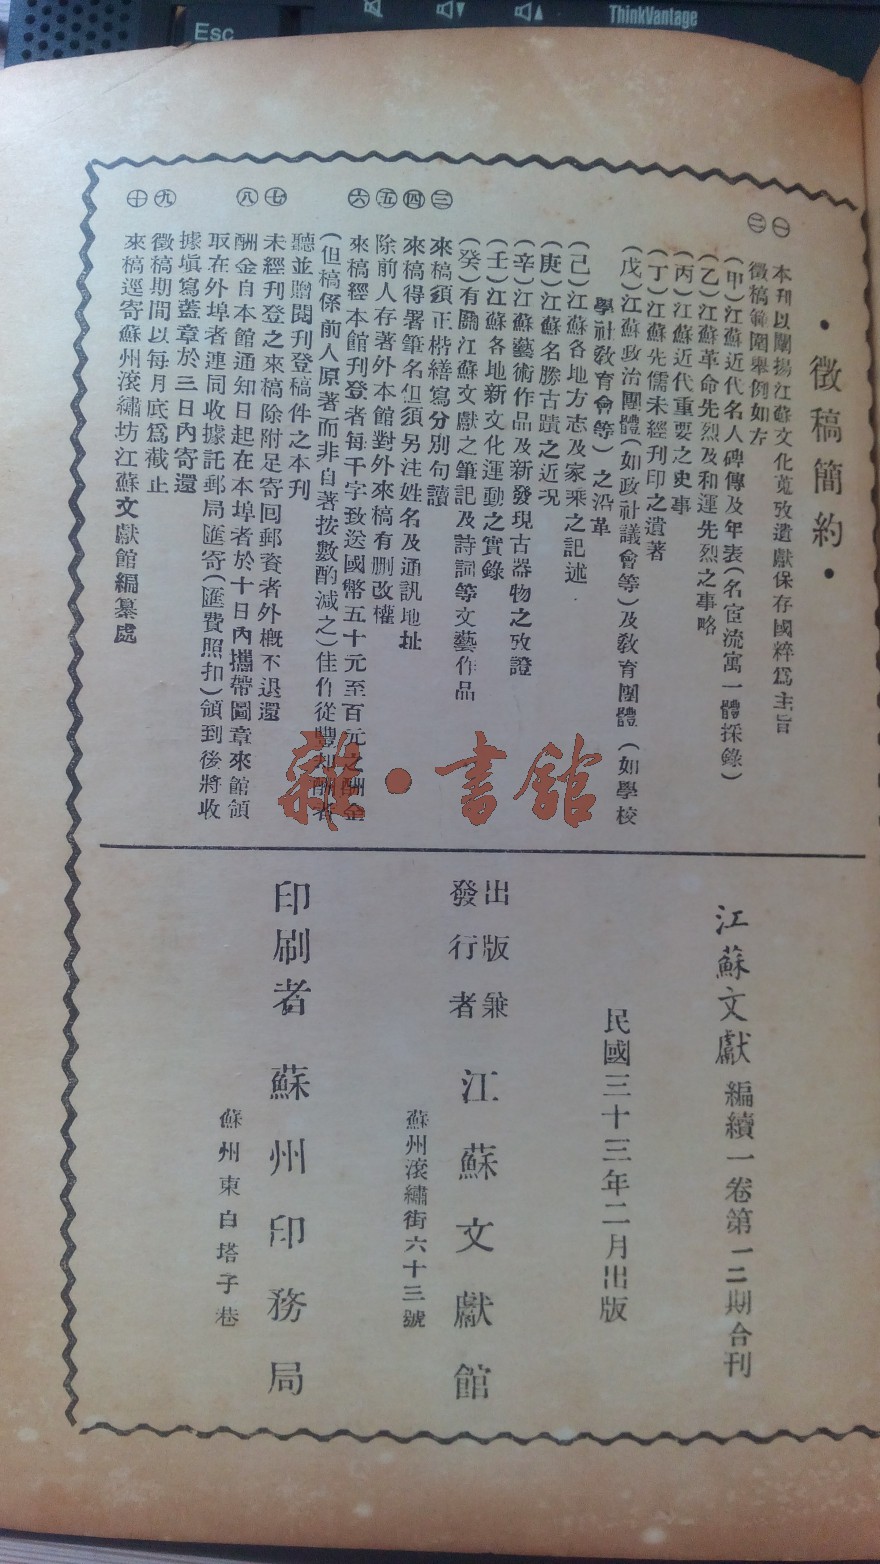 Esc
ThinkVantage
•徵稿簡約•
㊀ 本刊以闡揚江蘇文化蒐攷遺獻保存國粹爲主旨
㊁ 徵稿範圍舉例如左
(甲)江蘇近代名人碑傳及年表(名宦流寓一體採錄)
(乙)江蘇革命先烈及和運先烈之事略
(丙)江蘇近代重要之史事
(丁)江蘇先儒未經刊印之遺著
(戊)江蘇政治團體(如政社議會等)及敎育團體(如學校
學社敎育會等)之沿革
(己)江蘇各地方志及家乘之記述
(庚)江蘇名勝古蹟之近况
(辛)江蘇藝術作品及新發現古器物之攷證
(壬)江蘇各地新文化運動之實錄
(癸)有關江蘇文獻之筆記及詩詞等文藝作品
㊂ 來稿須正楷繕寫分別句讀
㊃ 來稿得署筆名但須另注姓名及通訊地址
㊄ 除前人存著外本館對外來稿有刪改權
㊅ 來稿經本館刊登者每千字致送國幣五十元至百元之酬金
(但稿係前人原著而非自著按數酌減之)佳作從豐却酬者
聽並贈閱刊登稿件之本刊
㊆ 未經刊登之來稿除附足寄回郵資者外槪不退還
㊇ 酬金自本館通知日起在本埠者於十日內攜帶圖章來館領
取在外埠者連同收據託郵局匯寄(匯費照扣)領到後將收
據塡寫蓋章於三日內寄還
㊈ 徵稿期間以每月底爲截止
㊉ 來稿逕寄蘇州滾繡坊江蘇文獻館編纂處
雜•書館
江蘇文獻 編續一卷第一二期合刊
民國三十三年二月出版
出版兼
發行者 江蘇文獻館
蘇州滾繡街六十三號
印刷者 蘇州印務局
蘇州東白塔子巷